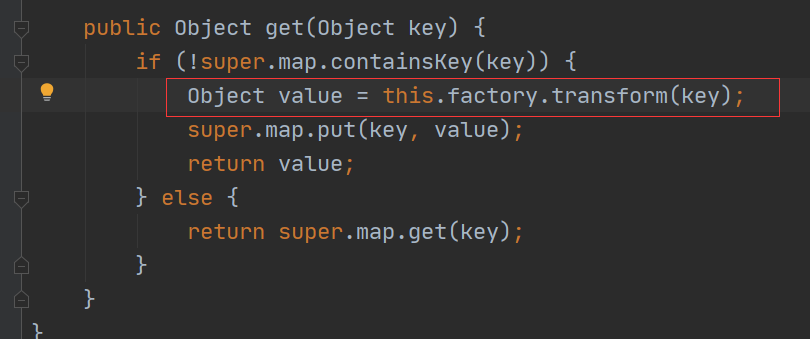 public Object get(Object key) {
if (!super.map.containsKey(key)) {
Object value = this.factory.transform(key);
super.map.put(key, value);
return value;
} else {
return super.map.get(key);
}
}
}